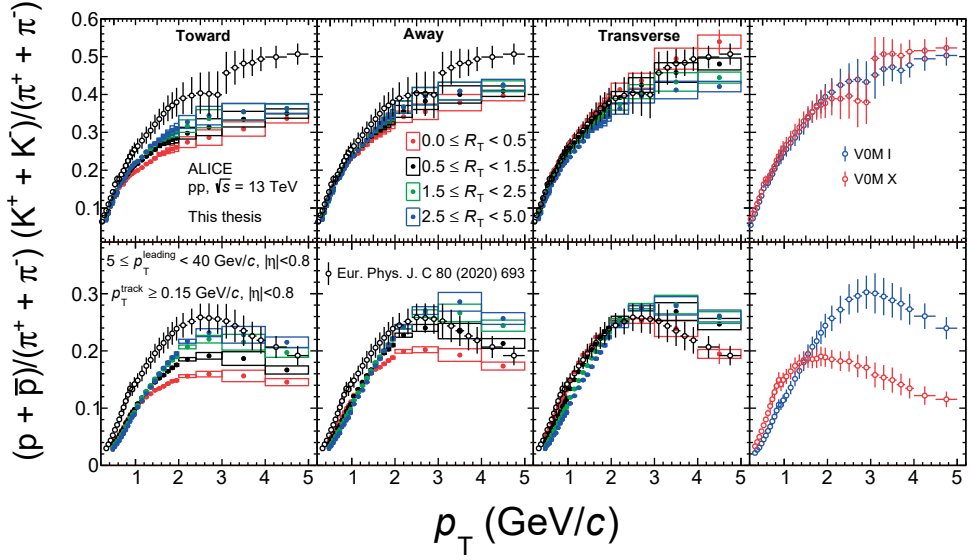 (p + p̅)/(π⁺ + π⁻) (K⁺ + K⁻)/(π⁺ + π⁻)
Toward
Away
Transverse
0.6
0.5
0.4
0.3
0.2
0.1
ALICE
pp, √s = 13 TeV
This thesis
0.0 ≤ R_T < 0.5
0.5 ≤ R_T < 1.5
1.5 ≤ R_T < 2.5
2.5 ≤ R_T < 5.0
V0M I
V0M X
5 ≤ p_T^leading < 40 GeV/c, |η|<0.8
p_T^track ≥ 0.15 GeV/c, |η|<0.8
Eur. Phys. J. C 80 (2020) 693
0.3
0.2
0.1
0
1 2 3 4 5
1 2 3 4 5
1 2 3 4 5
1 2 3 4 5
p_T (GeV/c)